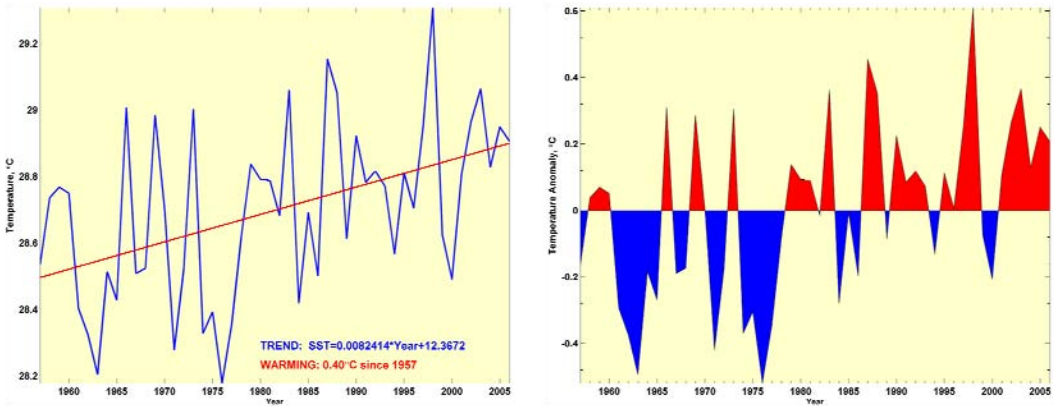 29.2
29
28.8
28.6
28.4
28.2
Temperature, °C
TREND: SST=0.0082414*Year+12.3672
WARMING: 0.40°C since 1957
1960 1965 1970 1975 1980 1985 1990 1995 2000 2005
Year
0.6
0.4
0.2
0
-0.2
-0.4
Temperature Anomaly, °C
1960 1965 1970 1975 1980 1985 1990 1995 2000 2005
Year